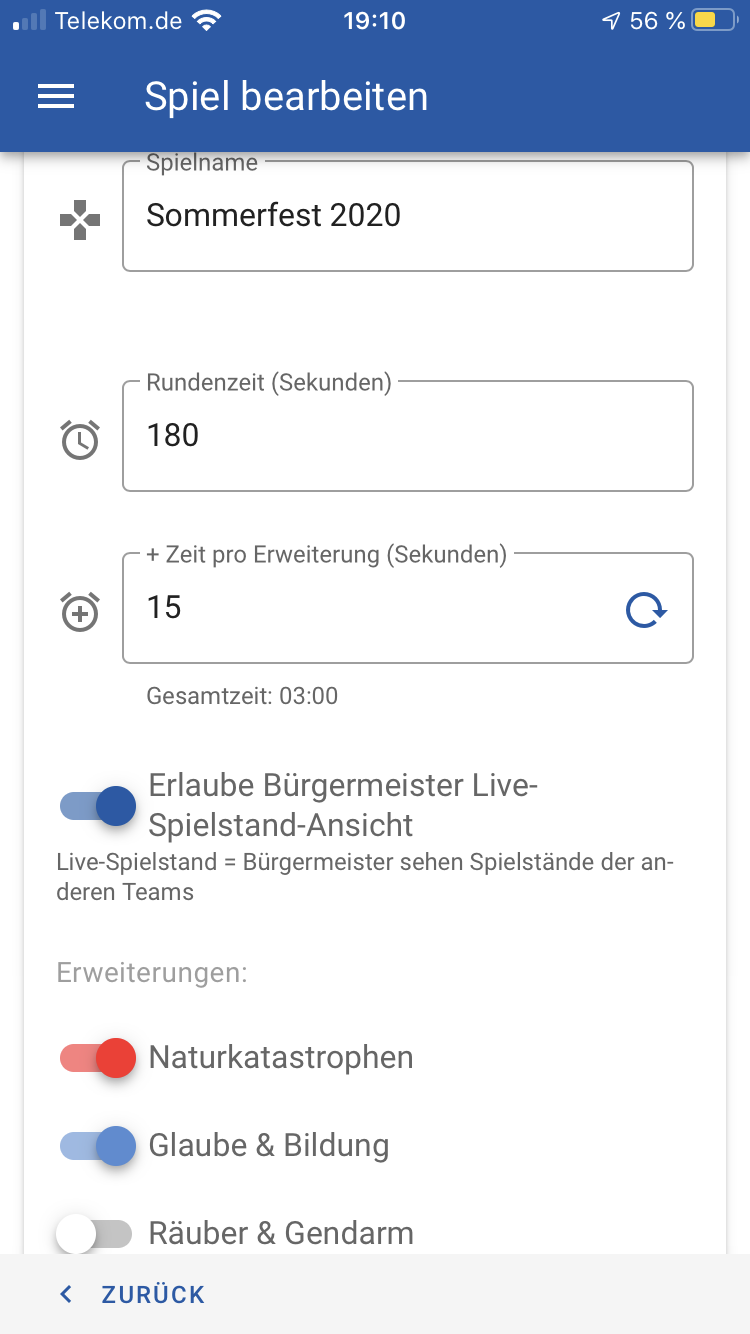 Telekom.de 19:10 56 %
Spiel bearbeiten
Spielname
Sommerfest 2020
Rundenzeit (Sekunden)
180
+ Zeit pro Erweiterung (Sekunden)
15
Gesamtzeit: 03:00
Erlaube Bürgermeister Live-
Spielstand-Ansicht
Live-Spielstand = Bürgermeister sehen Spielstände der an-
deren Teams
Erweiterungen:
Naturkatastrophen
Glaube & Bildung
Räuber & Gendarm
ZURÜCK